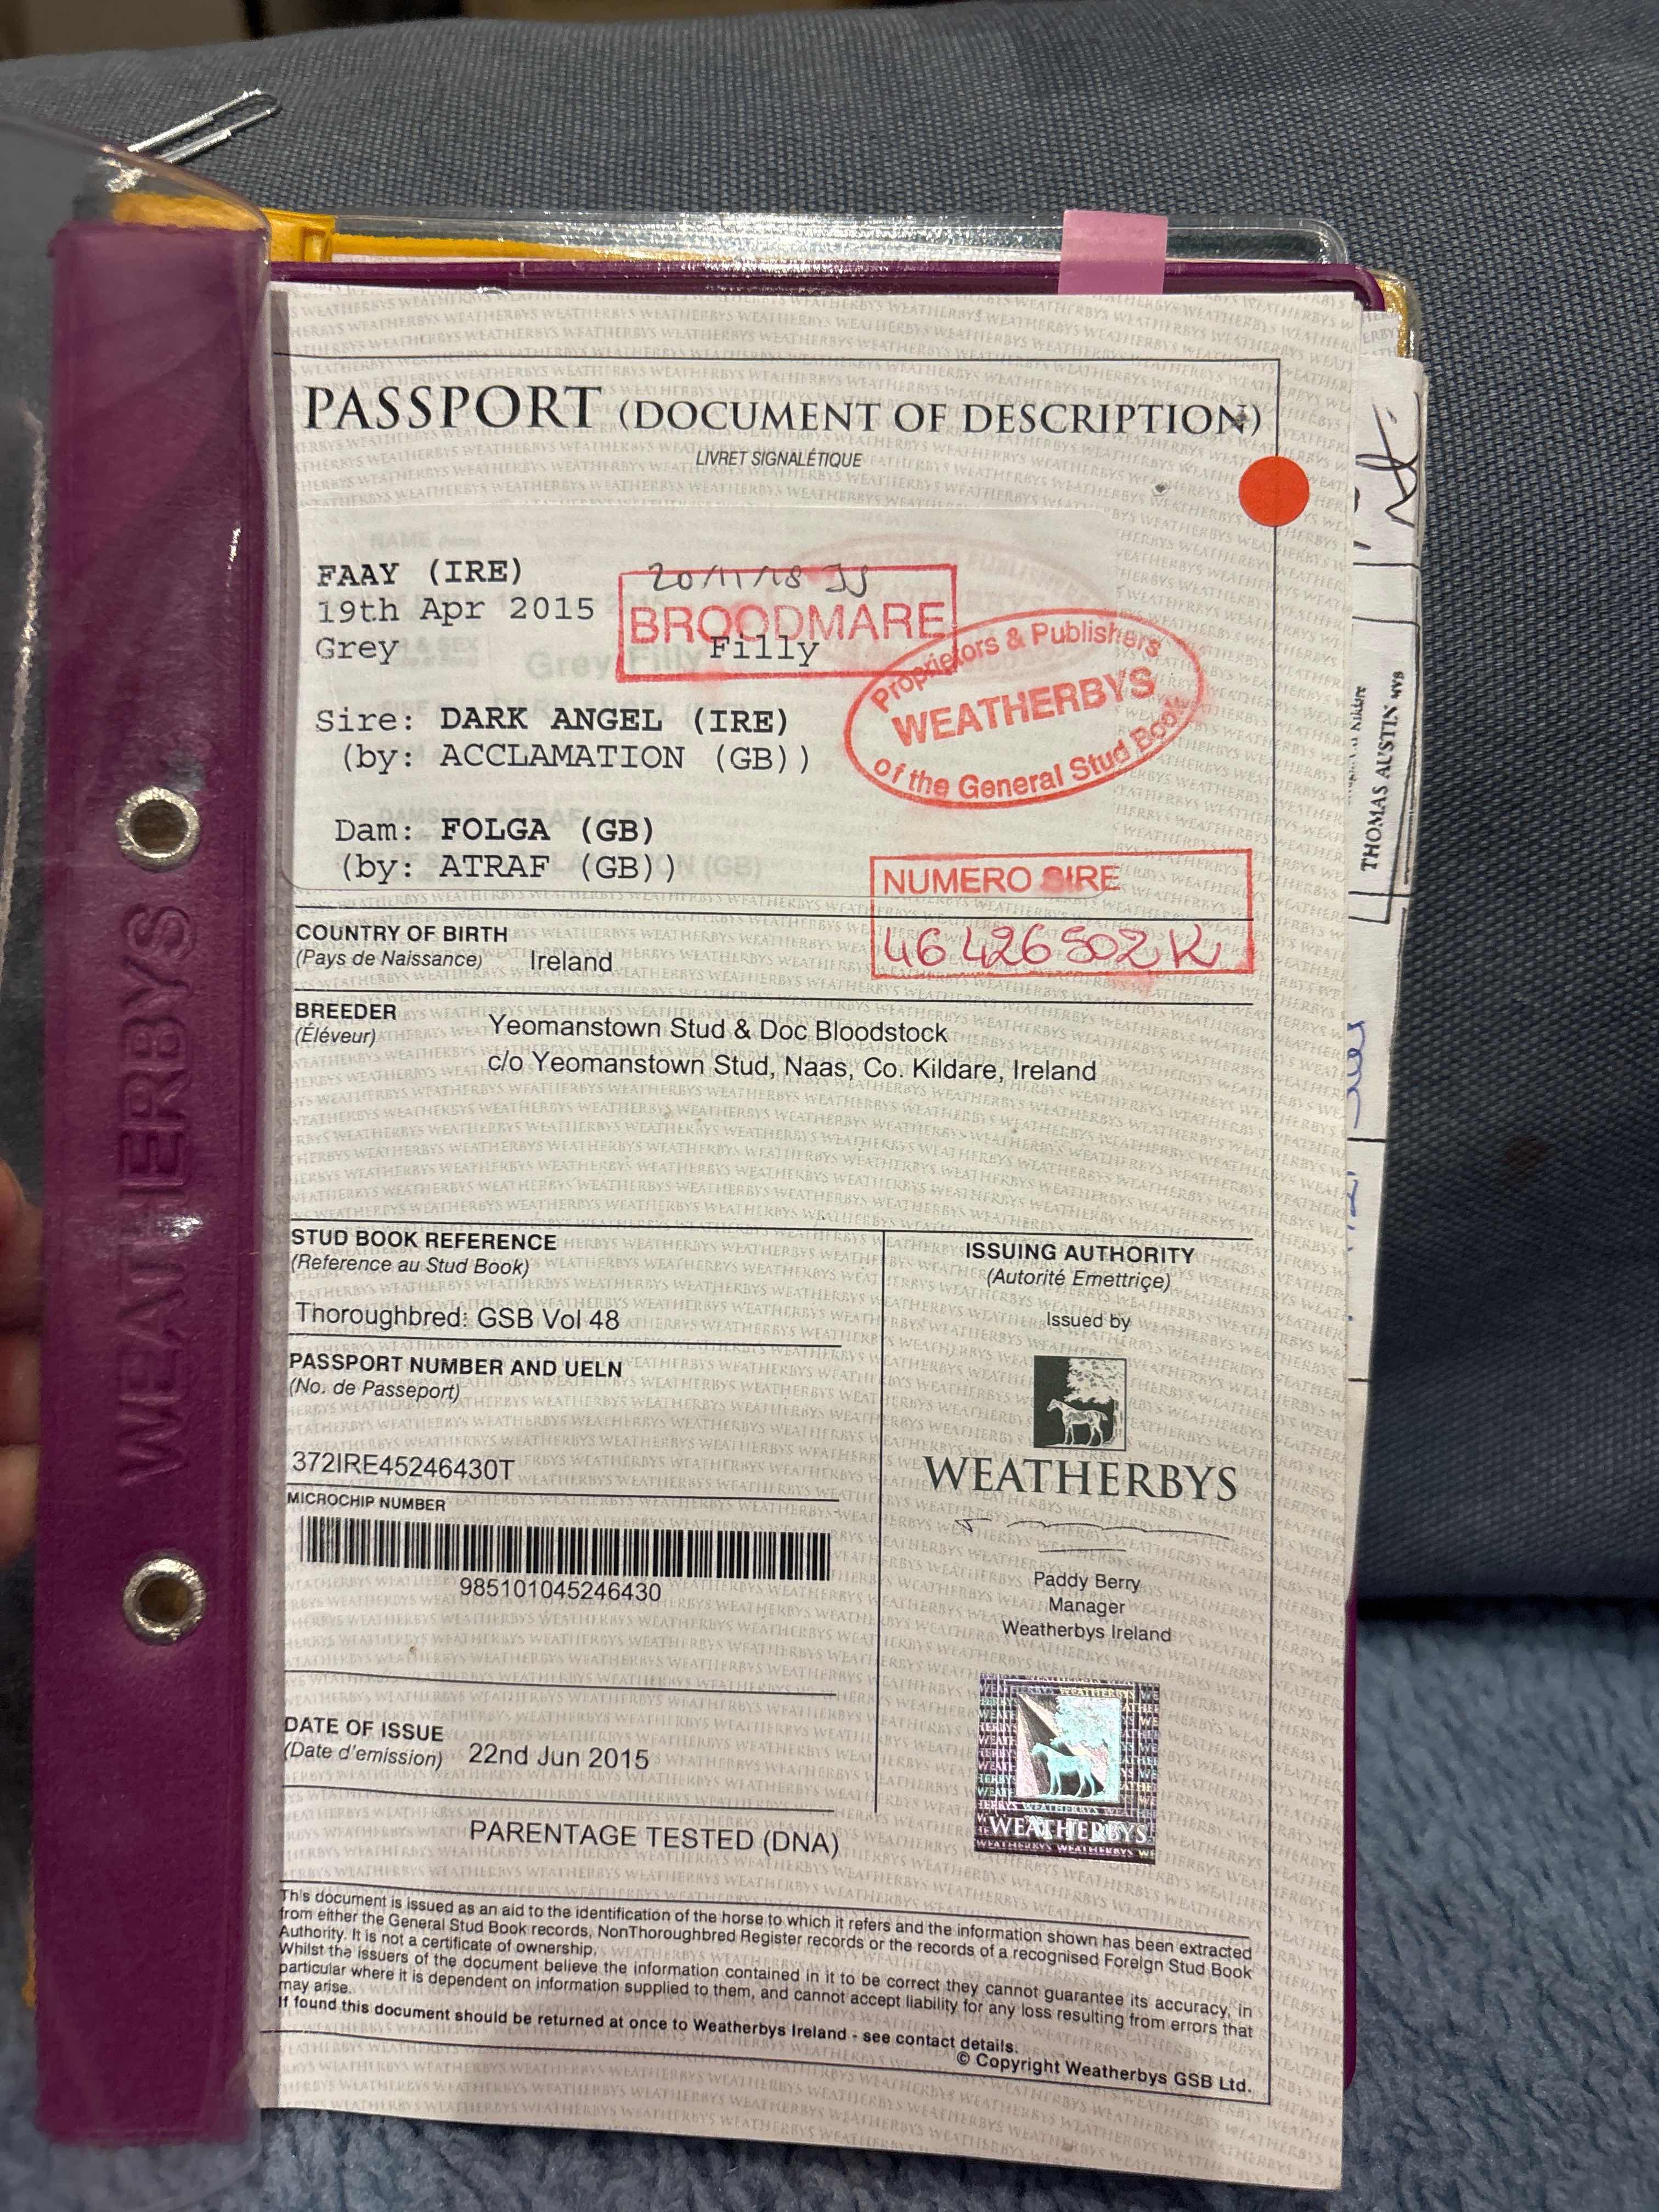 WEATHERBYS
PASSPORT (DOCUMENT OF DESCRIPTION)
LIVRET SIGNALÉTIQUE
FAAY (IRE)
20/11/18 JJ
19th Apr 2015
BROODMARE
Grey Filly
Proprietors & Publishers
WEATHERBYS
of the General Stud Book
Sire: DARK ANGEL (IRE)
(by: ACCLAMATION (GB))
Dam: FOLGA (GB)
(by: ATRAF (GB))
NUMERO SIRE
46 426 502 K
COUNTRY OF BIRTH
(Pays de Naissance) Ireland
BREEDER
(Éléveur)
Yeomanstown Stud & Doc Bloodstock
c/o Yeomanstown Stud, Naas, Co. Kildare, Ireland
STUD BOOK REFERENCE
(Reference au Stud Book)
Thoroughbred: GSB Vol 48
PASSPORT NUMBER AND UELN
(No. de Passeport)
372IRE45246430T
MICROCHIP NUMBER
985101045246430
DATE OF ISSUE
(Date d'emission) 22nd Jun 2015
PARENTAGE TESTED (DNA)
ISSUING AUTHORITY
(Autorité Emettriçe)
Issued by
WEATHERBYS
Paddy Berry
Manager
Weatherbys Ireland
WEATHERBYS
This document is issued as an aid to the identification of the horse to which it refers and the information shown has been extracted
from either the General Stud Book records, NonThoroughbred Register records or the records of a recognised Foreign Stud Book
Authority. It is not a certificate of ownership.
Whilst the issuers of the document believe the information contained in it to be correct they cannot guarantee its accuracy, in
particular where it is dependent on information supplied to them, and cannot accept liability for any loss resulting from errors that
may arise.
If found this document should be returned at once to Weatherbys Ireland - see contact details.
© Copyright Weatherbys GSB Ltd.
Kildare
THOMAS AUSTIN MVB